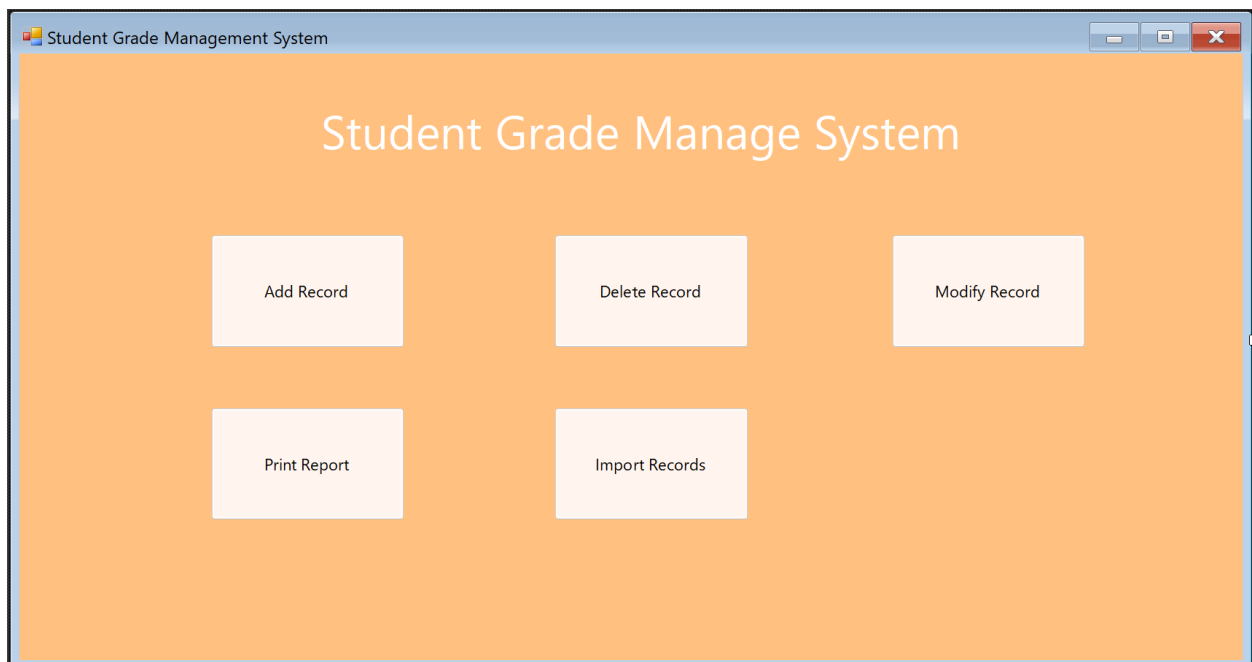 Student Grade Management System
Student Grade Manage System
Add Record
Delete Record
Modify Record
Print Report
Import Records